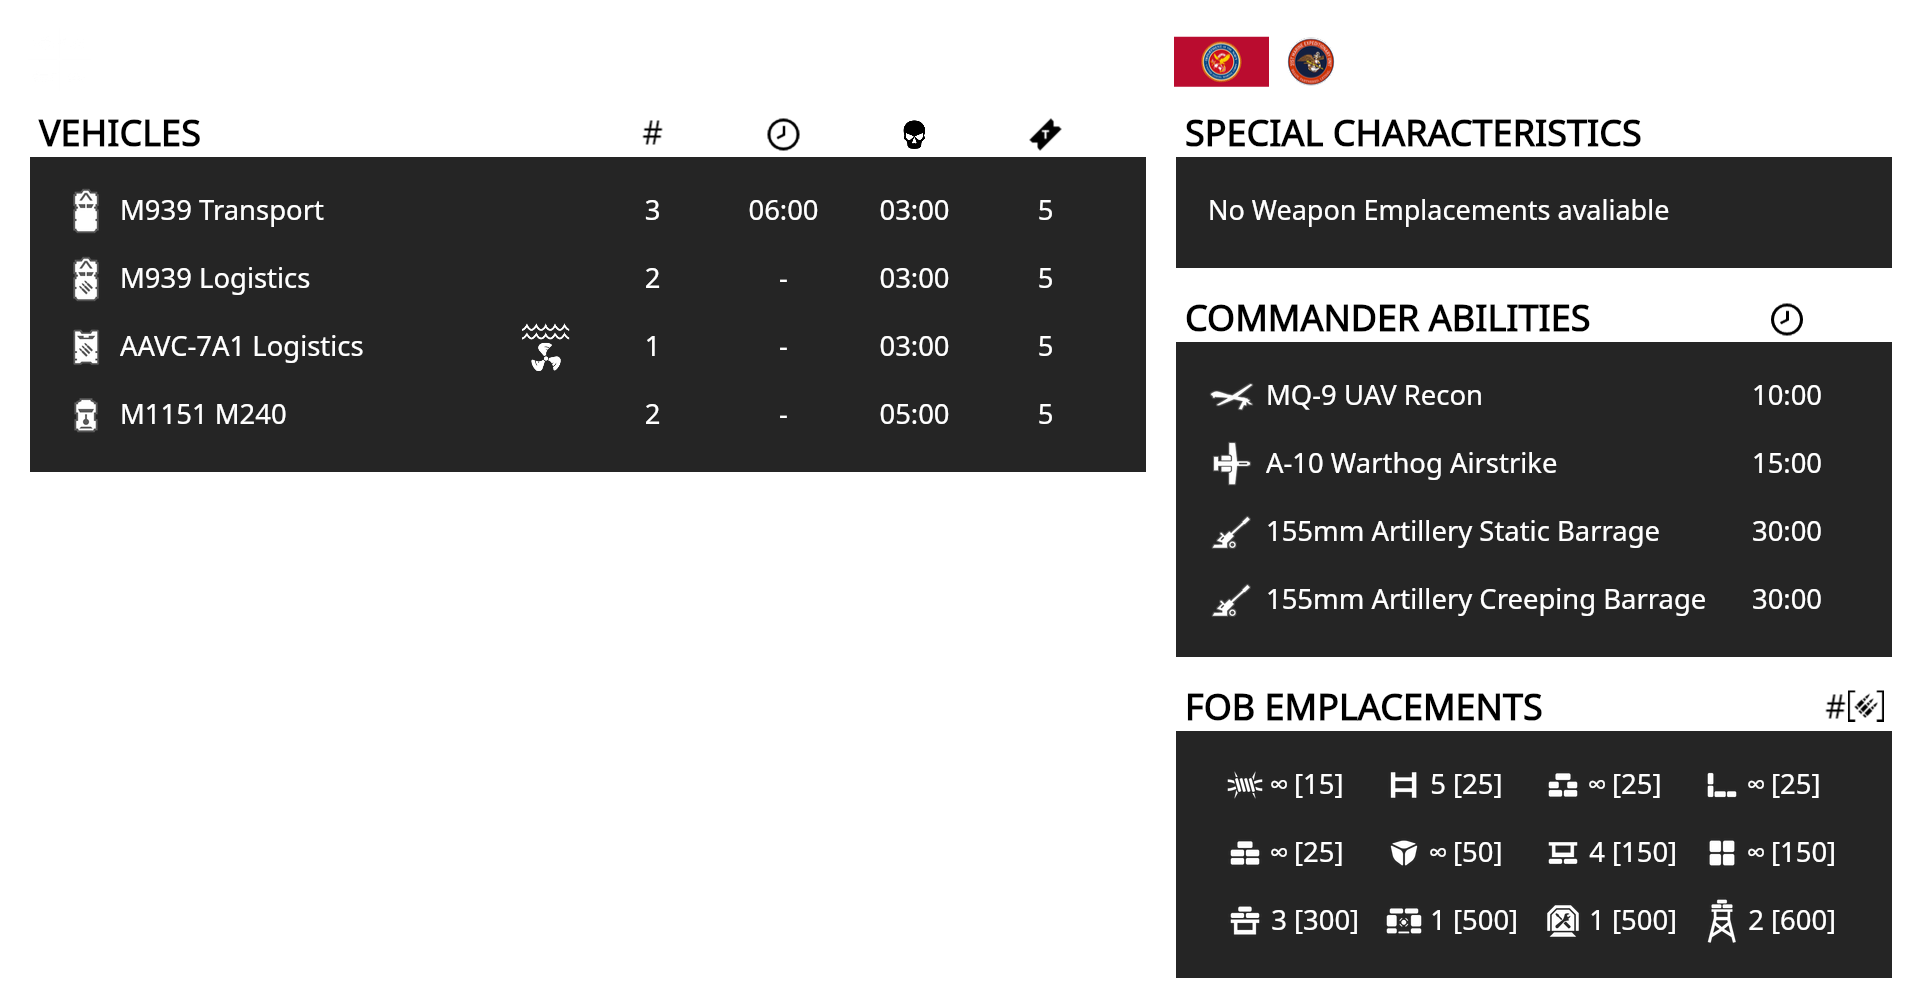 VEHICLES #
M939 Transport 3 06:00 03:00 5
M939 Logistics 2 - 03:00 5
AAVC-7A1 Logistics 1 - 03:00 5
M1151 M240 2 - 05:00 5
SPECIAL CHARACTERISTICS
No Weapon Emplacements avaliable
COMMANDER ABILITIES
MQ-9 UAV Recon 10:00
A-10 Warthog Airstrike 15:00
155mm Artillery Static Barrage 30:00
155mm Artillery Creeping Barrage 30:00
FOB EMPLACEMENTS #[ ]
∞ [15] 5 [25] ∞ [25] ∞ [25]
∞ [25] ∞ [50] 4 [150] ∞ [150]
3 [300] 1 [500] 1 [500] 2 [600]